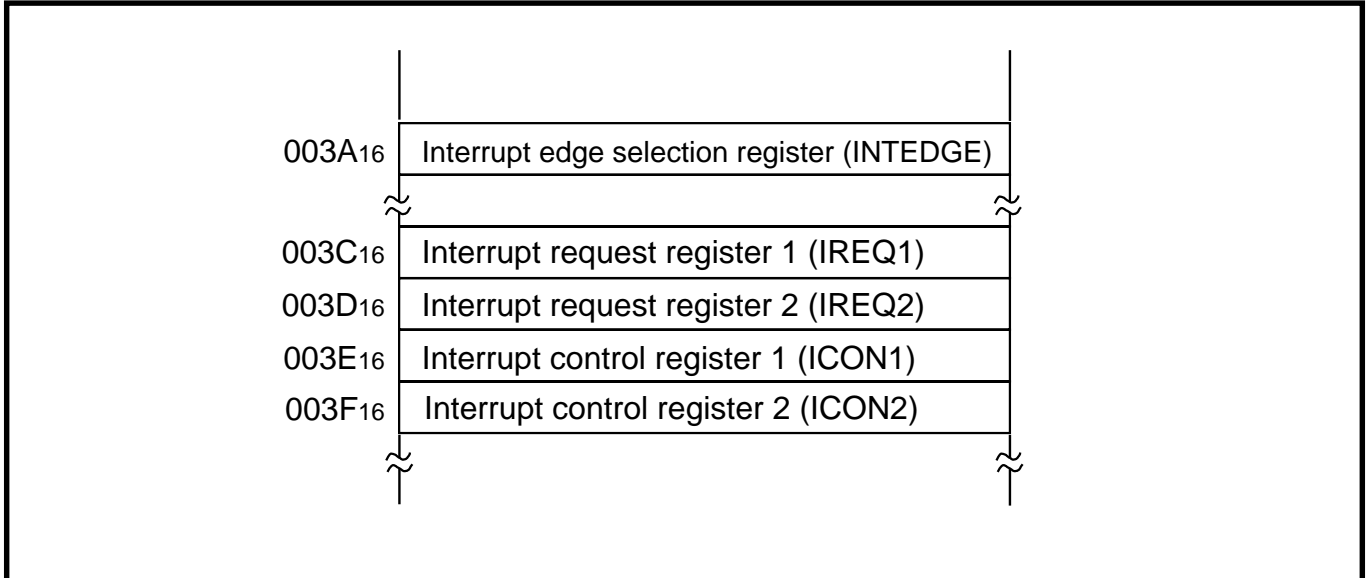 003A16 Interrupt edge selection register (INTEDGE)
003C16 Interrupt request register 1 (IREQ1)
003D16 Interrupt request register 2 (IREQ2)
003E16 Interrupt control register 1 (ICON1)
003F16 Interrupt control register 2 (ICON2)